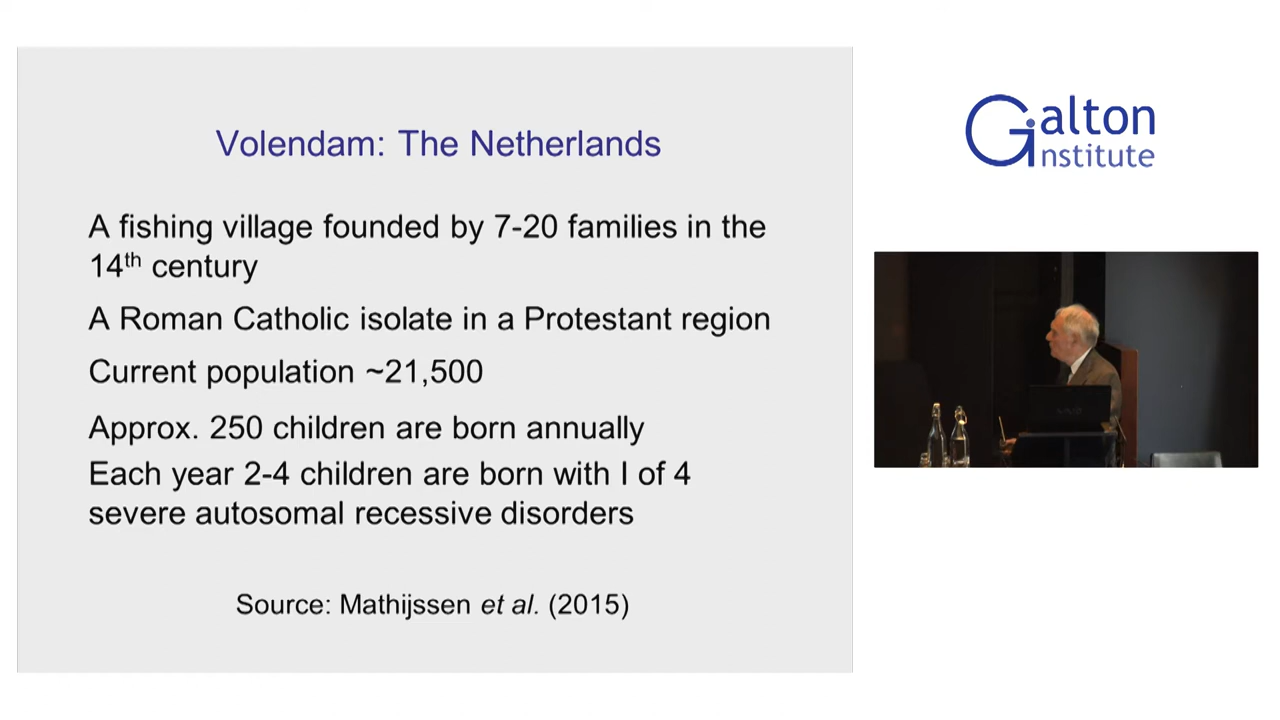 Volendam: The Netherlands
A fishing village founded by 7-20 families in the
14th century
A Roman Catholic isolate in a Protestant region
Current population ~21,500
Approx. 250 children are born annually
Each year 2-4 children are born with I of 4
severe autosomal recessive disorders
Source: Mathijssen et al. (2015)
Galton
institute
VAIO